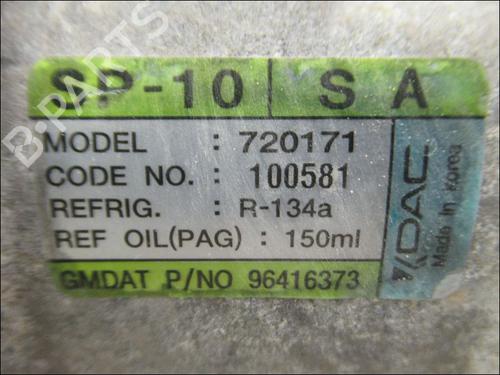 B·PARTS
SP-10 | S A
MODEL : 720171
CODE NO. : 100581
REFRIG. : R-134a
REF OIL(PAG) : 150ml
GMDAT P/NO 96416373
KDAC
Made In Korea